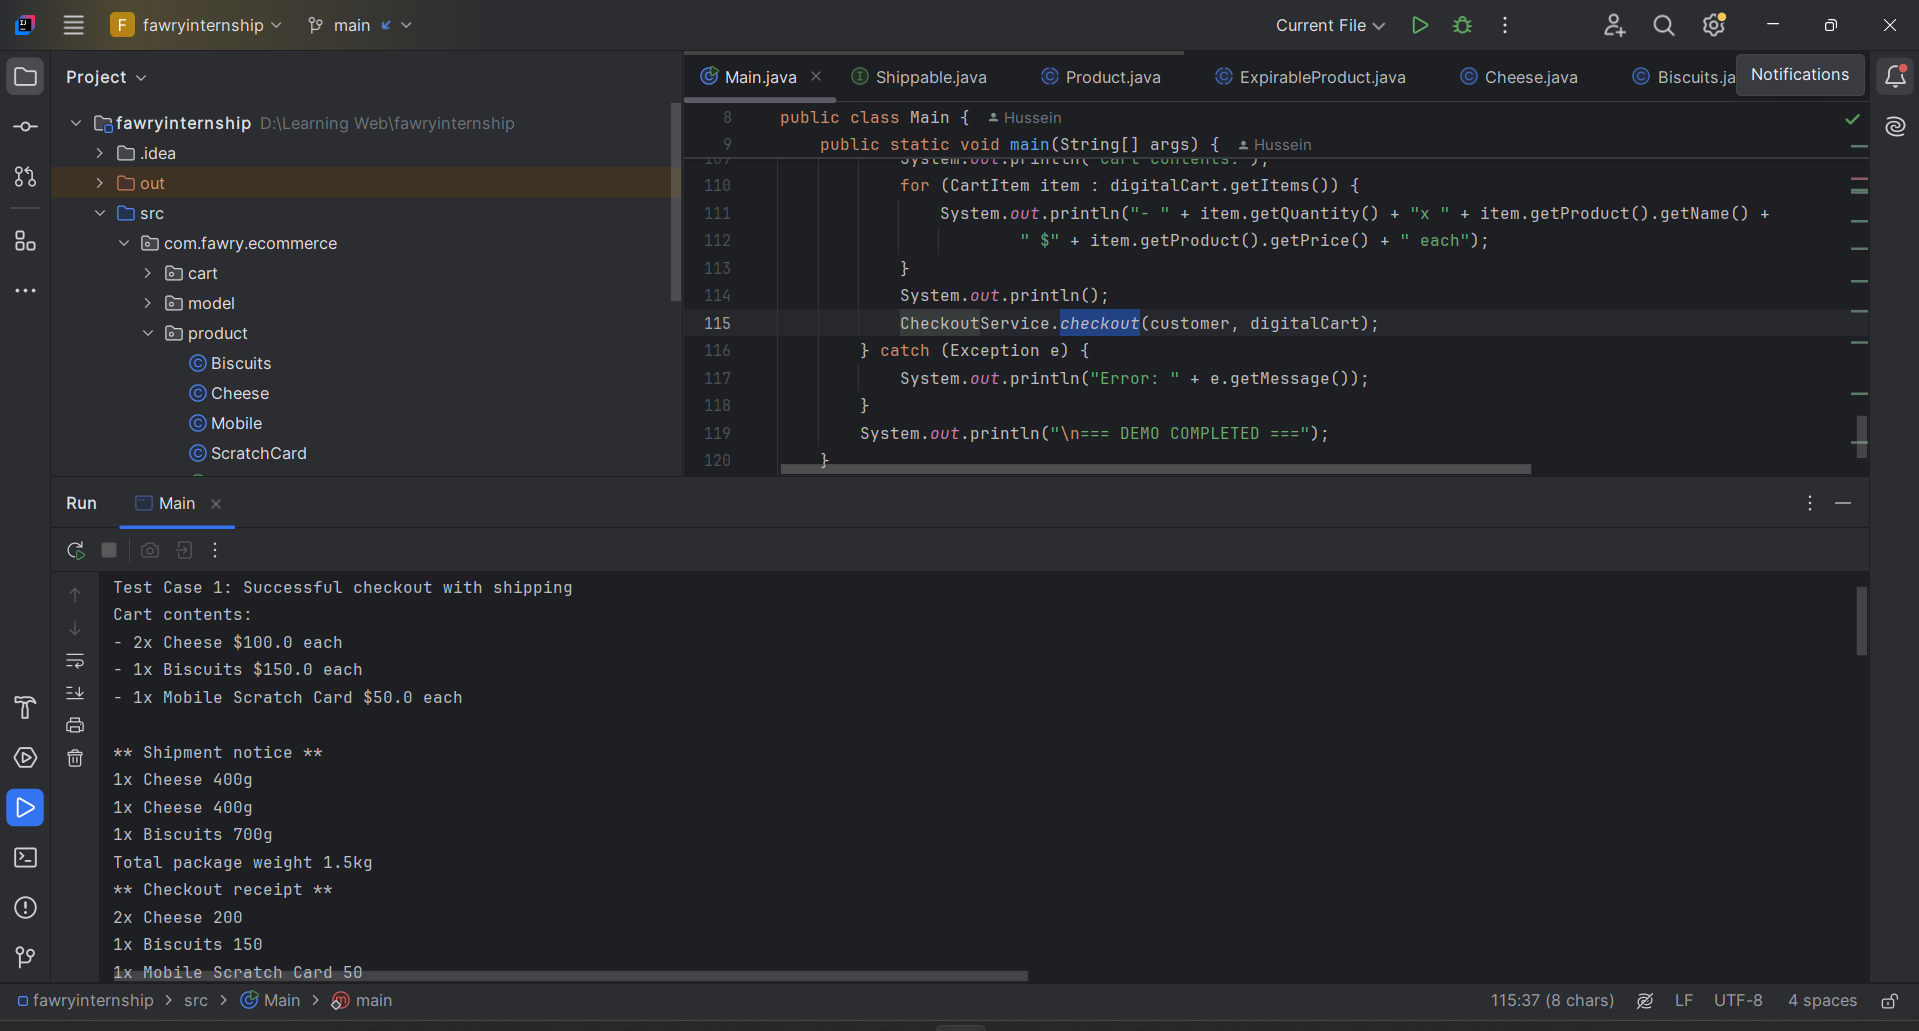 F fawryinternship main Current File
Project
Main.java Shippable.java Product.java ExpirableProduct.java Cheese.java Biscuits.ja Notifications
fawryinternship D:\Learning Web\fawryinternship
.idea
out
src
com.fawry.ecommerce
cart
model
product
Biscuits
Cheese
Mobile
ScratchCard
8 public class Main { Hussein
9 public static void main(String[] args) { Hussein
107 System.out.println("Cart contents:");
110 for (CartItem item : digitalCart.getItems()) {
111 System.out.println("- " + item.getQuantity() + "x " + item.getProduct().getName() +
112 " $" + item.getProduct().getPrice() + " each");
113 }
114 System.out.println();
115 CheckoutService.checkout(customer, digitalCart);
116 } catch (Exception e) {
117 System.out.println("Error: " + e.getMessage());
118 }
119 System.out.println("\n=== DEMO COMPLETED ===");
120 }
Run Main
Test Case 1: Successful checkout with shipping
Cart contents:
- 2x Cheese $100.0 each
- 1x Biscuits $150.0 each
- 1x Mobile Scratch Card $50.0 each
** Shipment notice **
1x Cheese 400g
1x Cheese 400g
1x Biscuits 700g
Total package weight 1.5kg
** Checkout receipt **
2x Cheese 200
1x Biscuits 150
1x Mobile Scratch Card 50
fawryinternship > src > Main > m main 115:37 (8 chars) LF UTF-8 4 spaces